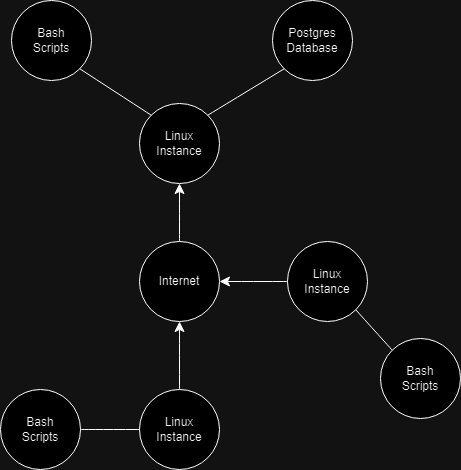 Bash
Scripts
Postgres
Database
Linux
Instance
Internet
Linux
Instance
Bash
Scripts
Bash
Scripts
Linux
Instance